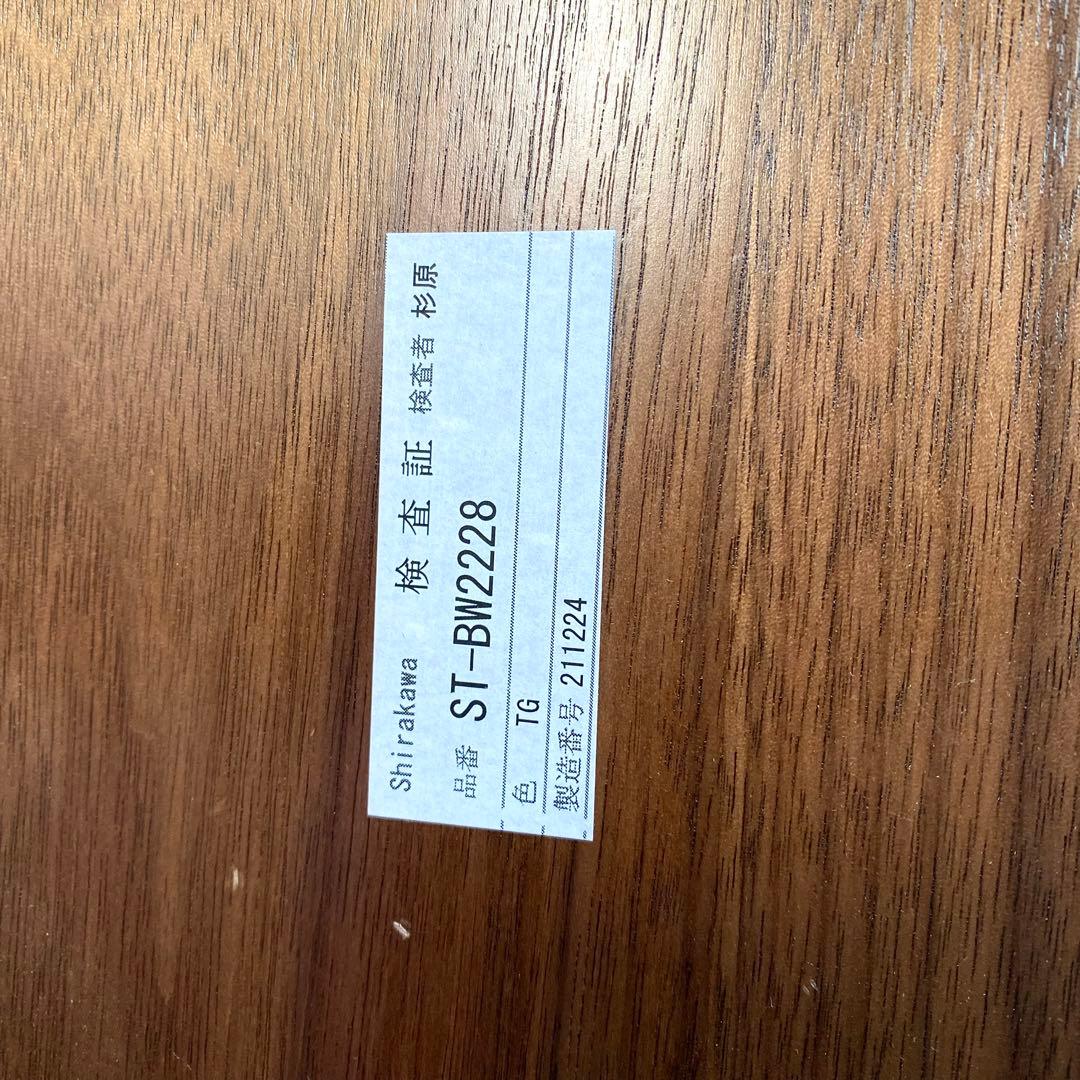 Shirakawa 検査証 検査者 杉原
品番 ST-BW2228
色 TG
製造番号 211224